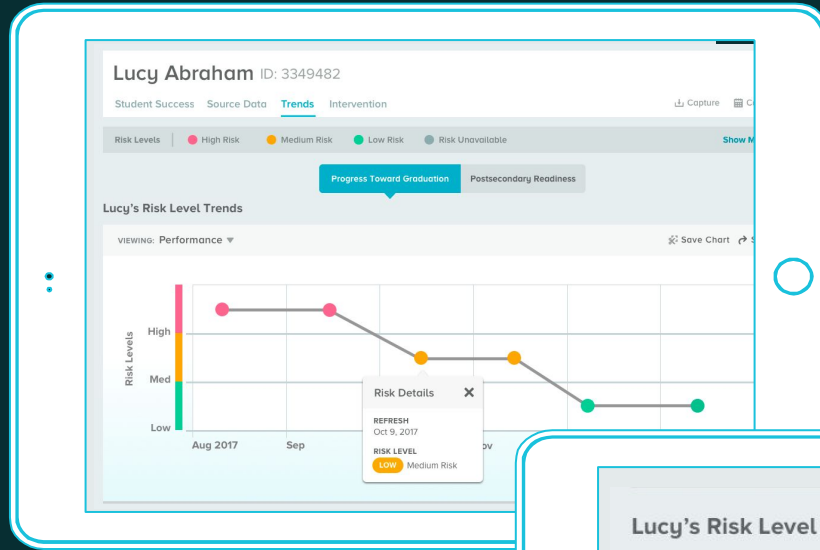 Lucy Abraham ID: 3349482
Student Success Source Data Trends Intervention
Capture
Risk Levels High Risk Medium Risk Low Risk Risk Unavailable Show
Progress Toward Graduation Postsecondary Readiness
Lucy's Risk Level Trends
VIEWING: Performance
Save Chart
Risk Levels
High
Med
Low
Aug 2017 Sep
Risk Details
REFRESH
Oct 9, 2017
RISK LEVEL
LOW Medium Risk
Lucy's Risk Level